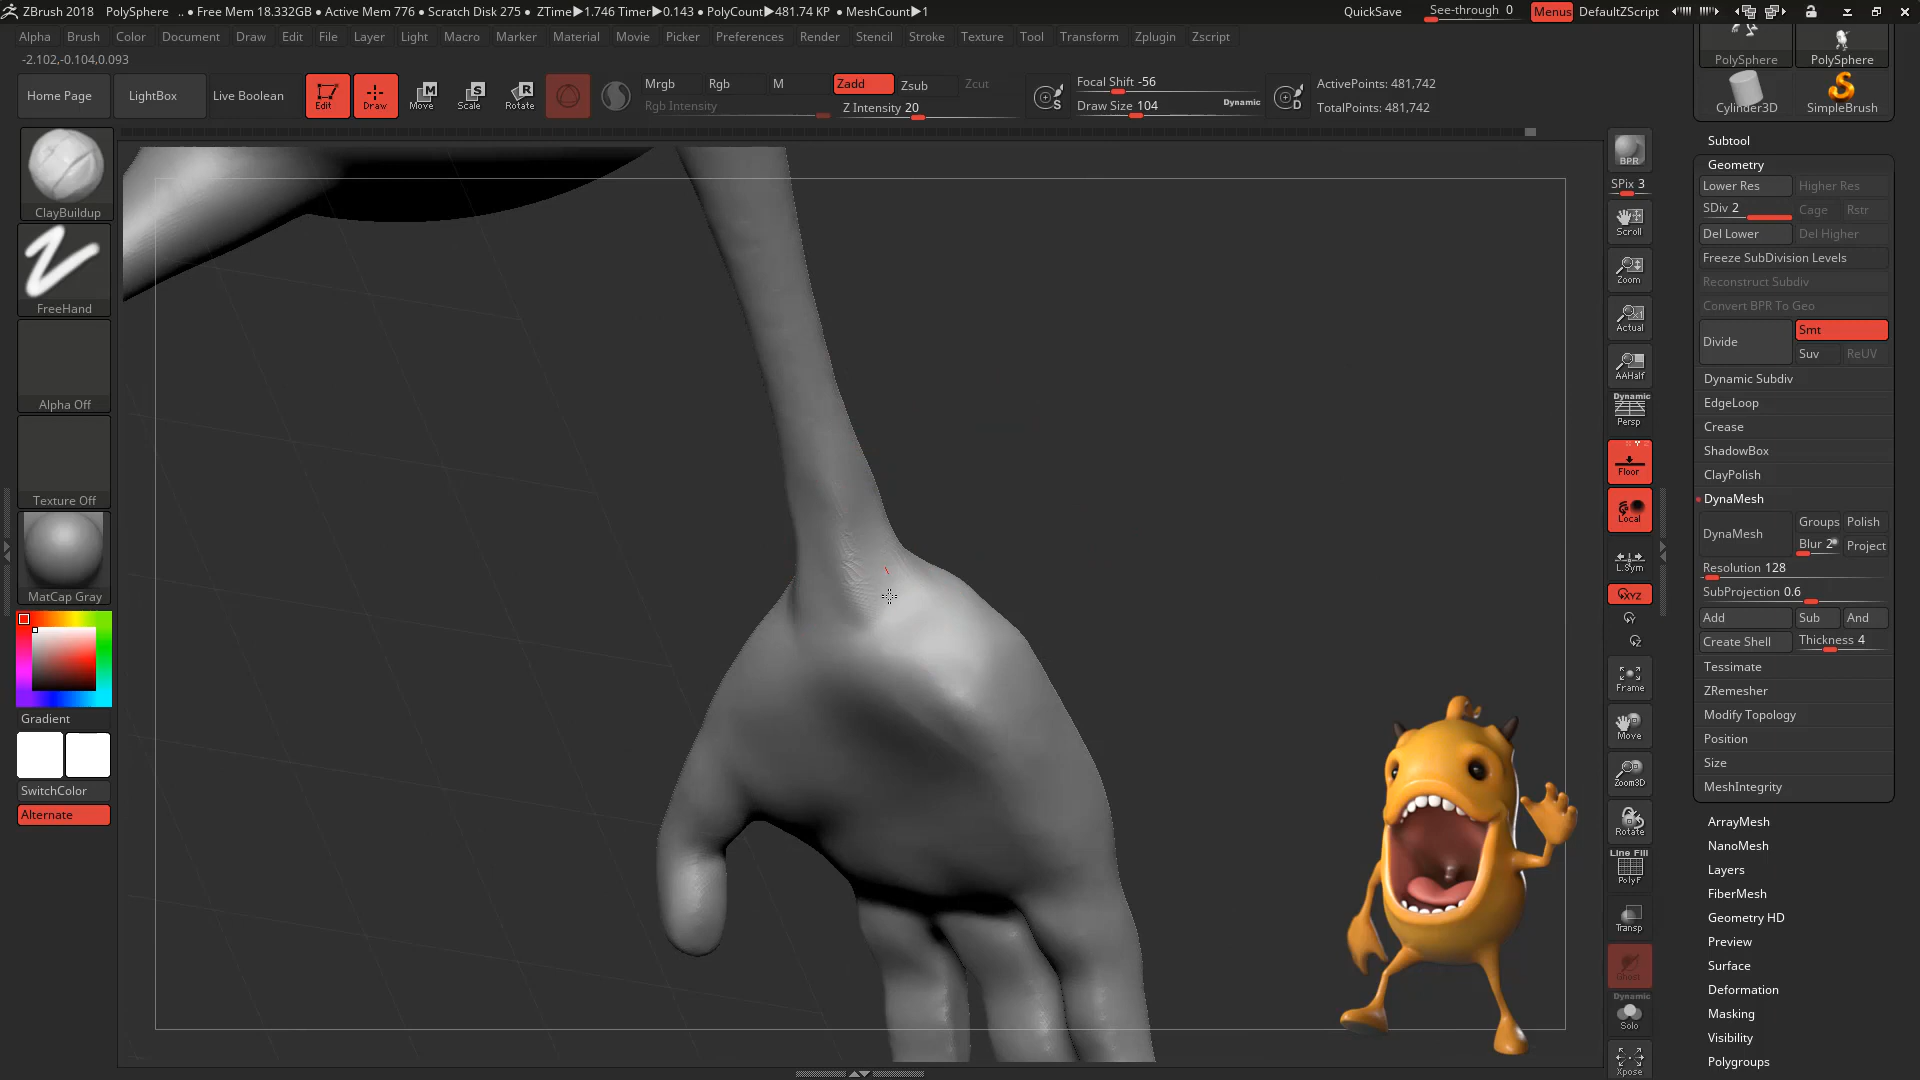 ZBrush 2018 PolySphere .. ● Free Mem 18.332GB ● Active Mem 776 ● Scratch Disk 275 ● ZTime▶1.746 Timer▶0.143 ● PolyCount▶481.74 KP ● MeshCount▶1 QuickSave See-through 0 Menus DefaultZScript
Alpha Brush Color Document Draw Edit File Layer Light Macro Marker Material Movie Picker Preferences Render Stencil Stroke Texture Tool Transform Zplugin Zscript
-2.102,-0.104,0.093
Home Page LightBox Live Boolean Edit Draw Move Scale Rotate
M S R
Mrgb Rgb M Zadd Zsub Zcut
Rgb Intensity Z Intensity 20
S Focal Shift -56
Draw Size 104 Dynamic
D ActivePoints: 481,742
TotalPoints: 481,742
ClayBuildup
FreeHand
Alpha Off
Texture Off
MatCap Gray
Gradient
SwitchColor
Alternate
BPR
SPix 3
Scroll
Zoom
Actual
AAHalf
Dynamic
Persp
Floor
Local
L.Sym
XYZ
Frame
Move
Zoom3D
Rotate
Line Fill
PolyF
Transp
Ghost
Dynamic
Solo
Xpose
PolySphere PolySphere
Cylinder3D SimpleBrush
Subtool
Geometry
Lower Res Higher Res
SDiv 2 Cage Rstr
Del Lower Del Higher
Freeze SubDivision Levels
Reconstruct Subdiv
Convert BPR To Geo
Divide Smt
Suv ReUV
Dynamic Subdiv
EdgeLoop
Crease
ShadowBox
ClayPolish
DynaMesh
DynaMesh Groups Polish
Blur 2 Project
Resolution 128
SubProjection 0.6
Add Sub And
Create Shell Thickness 4
Tessimate
ZRemesher
Modify Topology
Position
Size
MeshIntegrity
ArrayMesh
NanoMesh
Layers
FiberMesh
Geometry HD
Preview
Surface
Deformation
Masking
Visibility
Polygroups